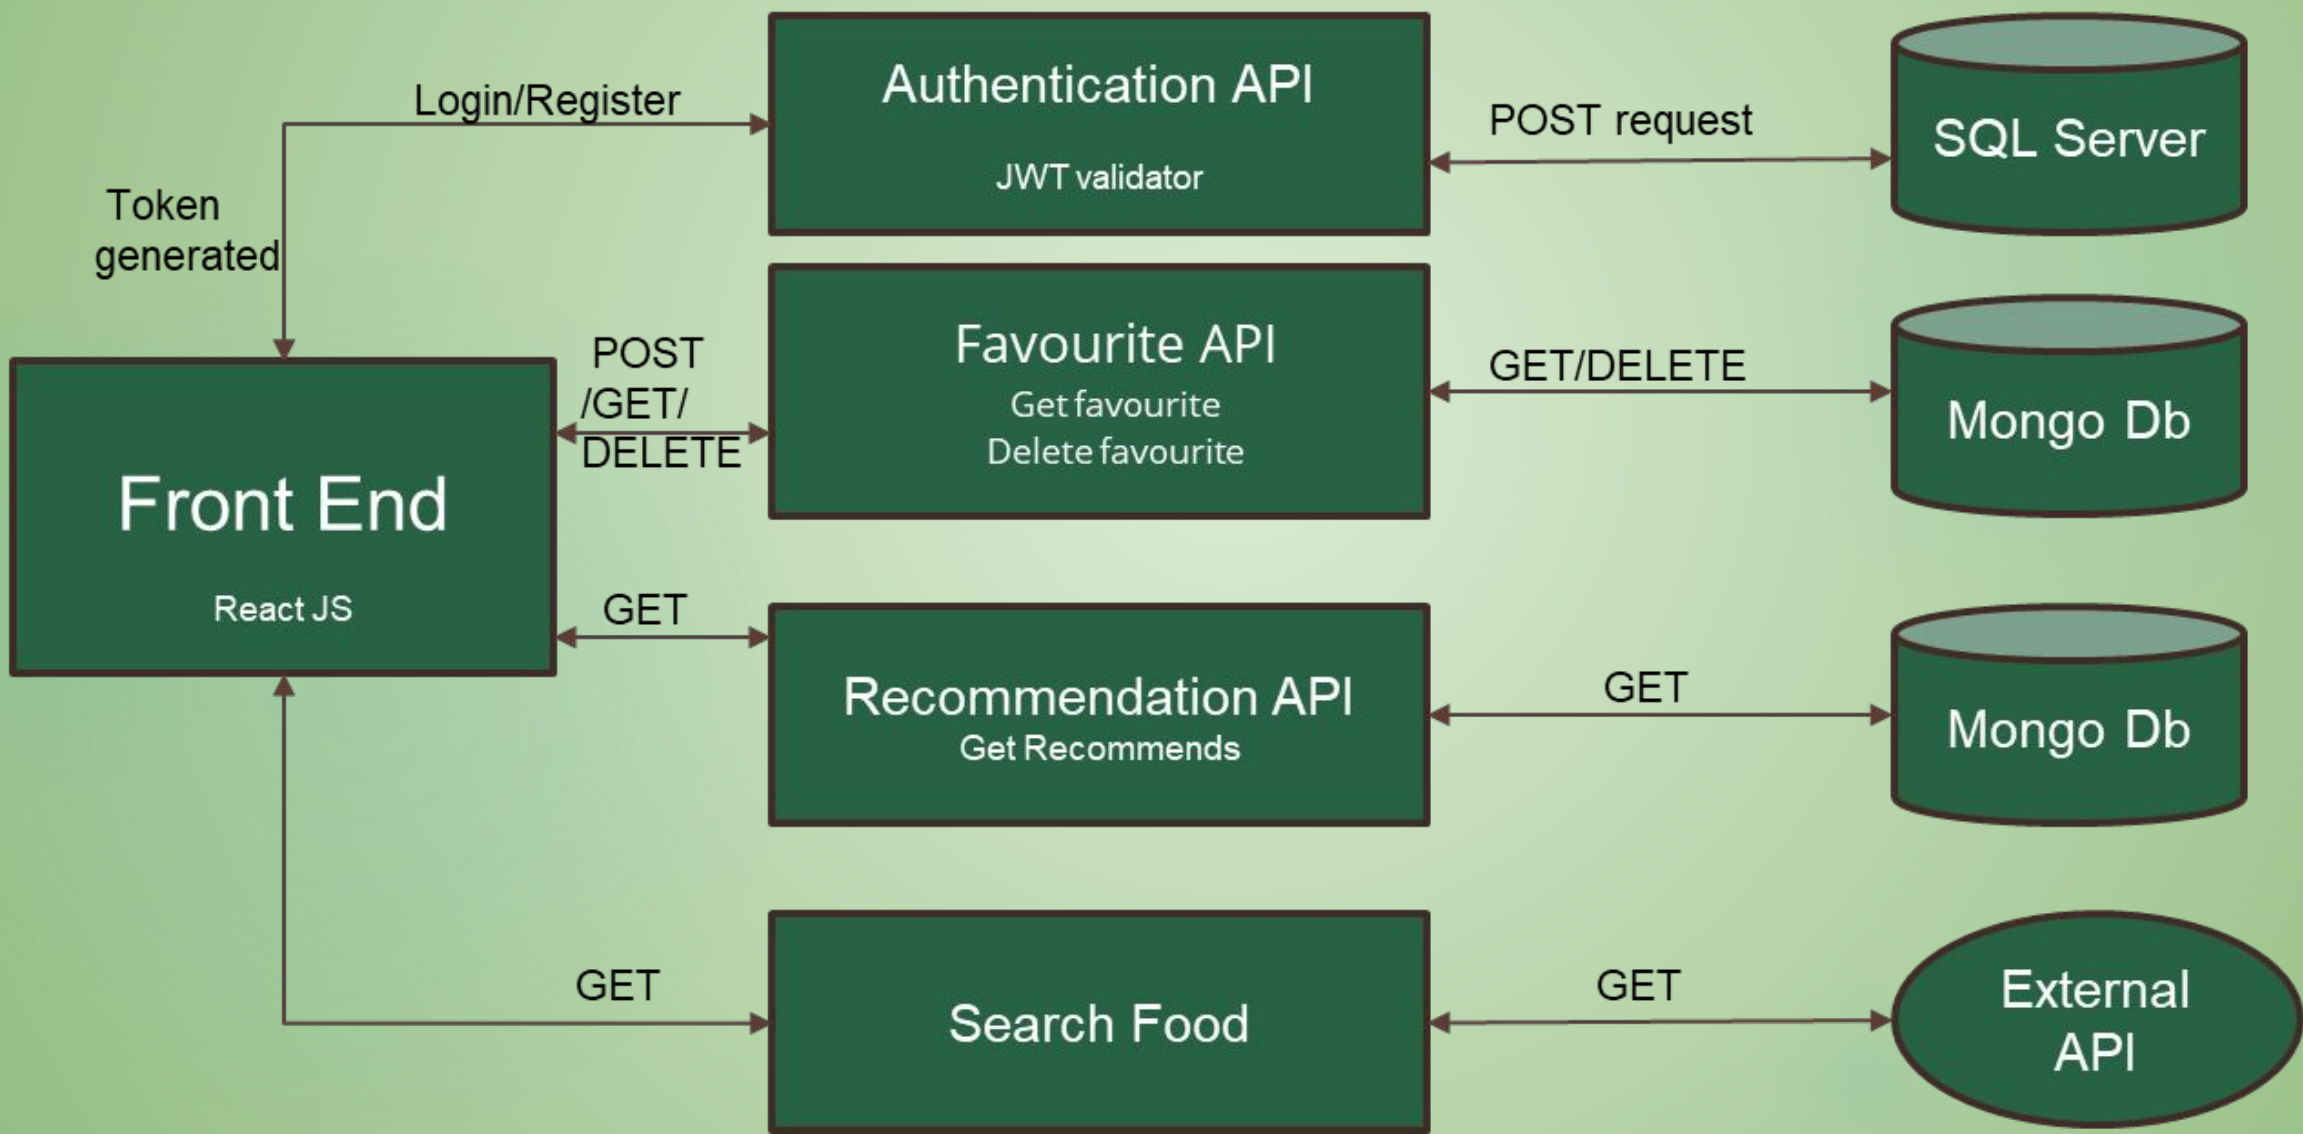 Login/Register
Authentication API
JWT validator
POST request
SQL Server
Token
generated
Front End
React JS
POST
/GET/
DELETE
Favourite API
Get favourite
Delete favourite
GET/DELETE
Mongo Db
GET
Recommendation API
Get Recommends
GET
Mongo Db
GET
Search Food
GET
External
API